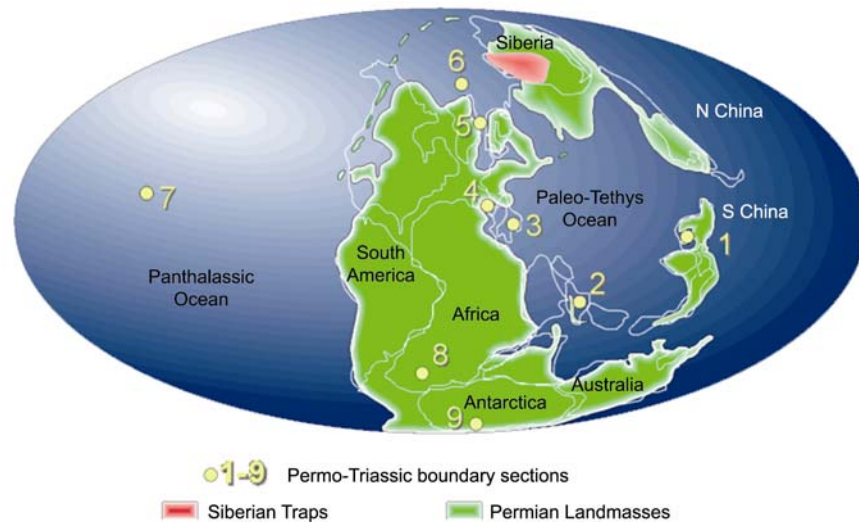 Siberia
6
N China
5
7
4
Paleo-Tethys
Ocean
S China
3
1
South
America
Panthalassic
Ocean
2
Africa
8
Australia
Antarctica
9
1-9 Permo-Triassic boundary sections
Siberian Traps Permian Landmasses